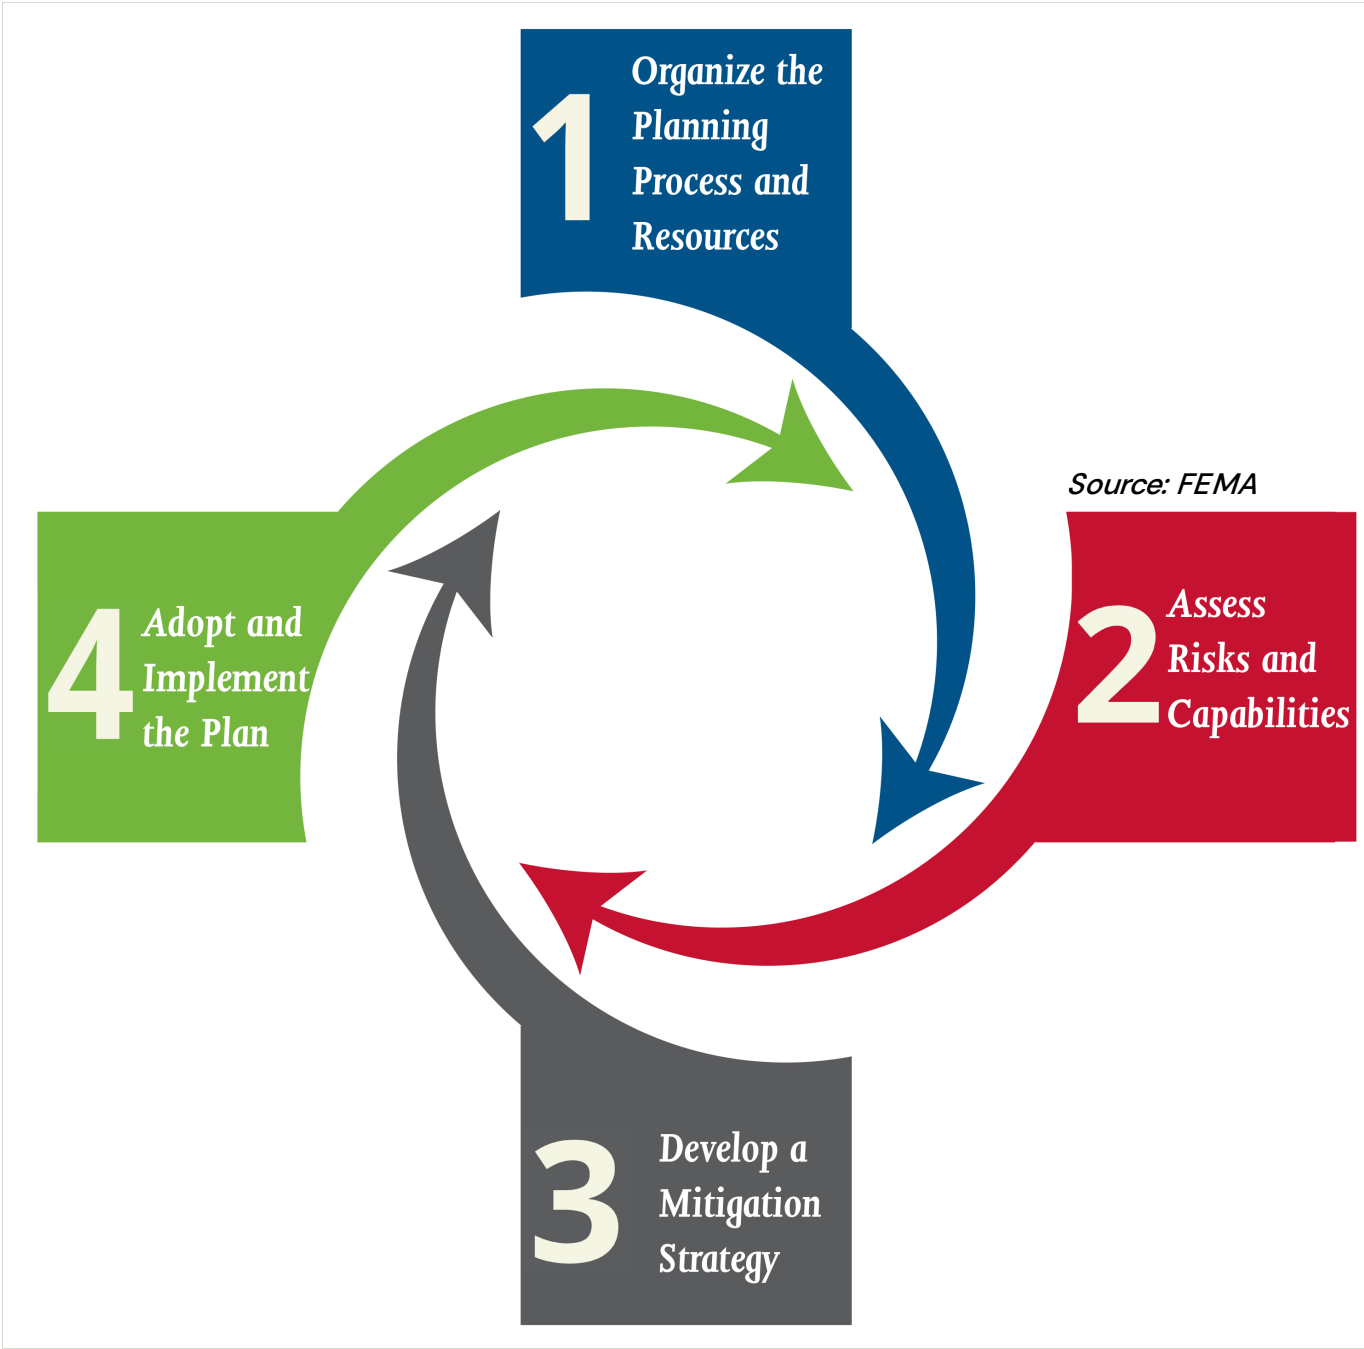 1
Organize the
Planning
Process and
Resources
Source: FEMA
2
Assess
Risks and
Capabilities
3
Develop a
Mitigation
Strategy
4
Adopt and
Implement
the Plan